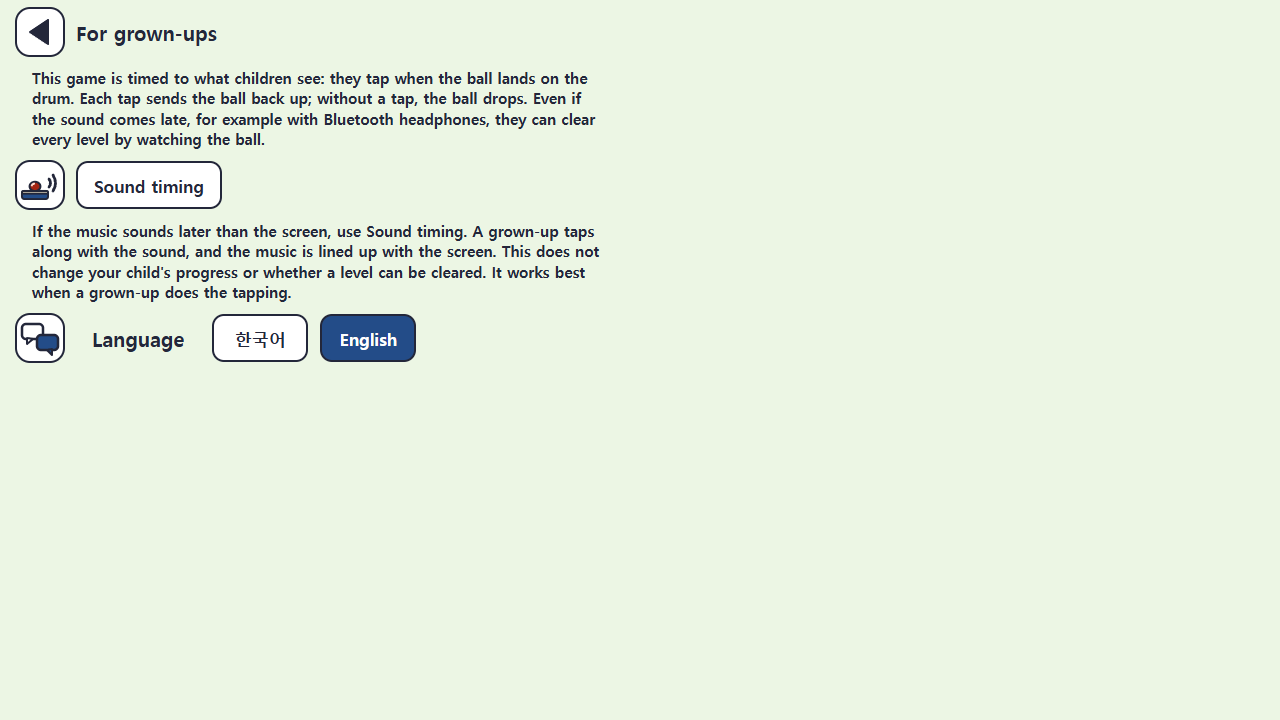 For grown-ups
This game is timed to what children see: they tap when the ball lands on the
drum. Each tap sends the ball back up; without a tap, the ball drops. Even if
the sound comes late, for example with Bluetooth headphones, they can clear
every level by watching the ball.
Sound timing
If the music sounds later than the screen, use Sound timing. A grown-up taps
along with the sound, and the music is lined up with the screen. This does not
change your child's progress or whether a level can be cleared. It works best
when a grown-up does the tapping.
Language 한국어 English